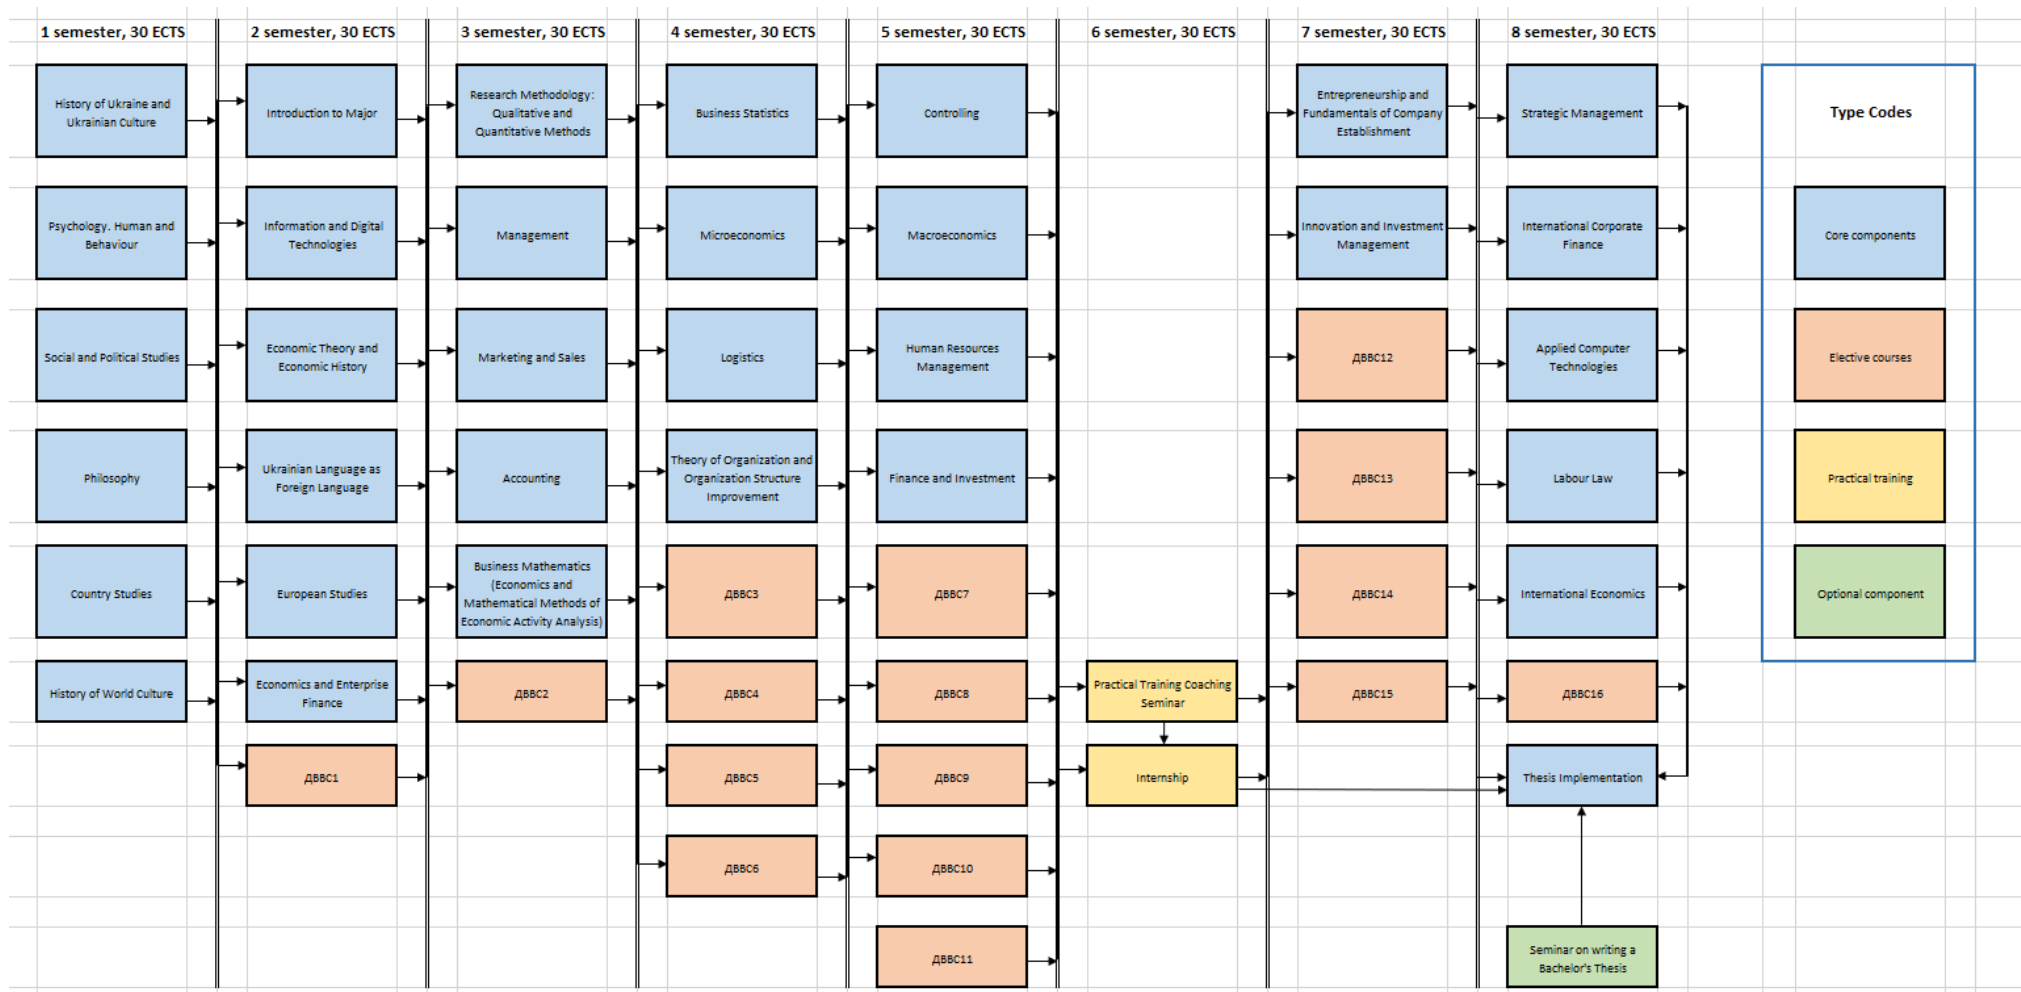 1 semester, 30 ECTS
2 semester, 30 ECTS
3 semester, 30 ECTS
4 semester, 30 ECTS
5 semester, 30 ECTS
6 semester, 30 ECTS
7 semester, 30 ECTS
8 semester, 30 ECTS
History of Ukraine and
Ukrainian Culture
Psychology. Human and
Behaviour
Social and Political Studies
Philosophy
Country Studies
History of World Culture
Introduction to Major
Information and Digital
Technologies
Economic Theory and
Economic History
Ukrainian Language as
Foreign Language
European Studies
Economics and Enterprise
Finance
ДВВС1
Research Methodology:
Qualitative and
Quantitative Methods
Management
Marketing and Sales
Accounting
Business Mathematics
(Economics and
Mathematical Methods of
Economic Activity Analysis)
ДВВС2
Business Statistics
Microeconomics
Logistics
Theory of Organization and
Organization Structure
Improvement
ДВВС3
ДВВС4
ДВВС5
ДВВС6
Controlling
Macroeconomics
Human Resources
Management
Finance and Investment
ДВВС7
ДВВС8
ДВВС9
ДВВС10
ДВВС11
Practical Training Coaching
Seminar
Internship
Entrepreneurship and
Fundamentals of Company
Establishment
Innovation and Investment
Management
ДВВС12
ДВВС13
ДВВС14
ДВВС15
Strategic Management
International Corporate
Finance
Applied Computer
Technologies
Labour Law
International Economics
ДВВС16
Thesis Implementation
Seminar on writing a
Bachelor's Thesis
Type Codes
Core components
Elective courses
Practical training
Optional component